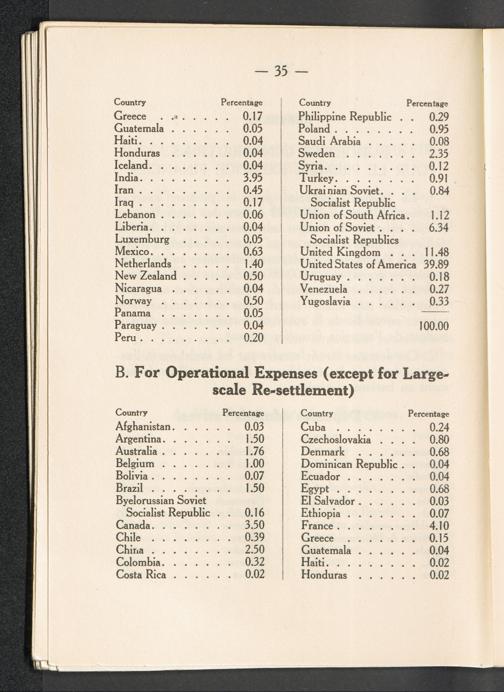 — 35 —
Country Percentage
Greece . . . . . . 0.17
Guatemala . . . . . . 0.05
Haiti. . . . . . . . 0.04
Honduras . . . . . . 0.04
Iceland. . . . . . . 0.04
India. . . . . . . . 3.95
Iran . . . . . . . . 0.45
Iraq . . . . . . . . 0.17
Lebanon . . . . . . 0.06
Liberia. . . . . . . 0.04
Luxemburg . . . . . 0.05
Mexico. . . . . . . 0.63
Netherlands . . . . . 1.40
New Zealand . . . . . 0.50
Nicaragua . . . . . . 0.04
Norway . . . . . . . 0.50
Panama . . . . . . . 0.05
Paraguay . . . . . . 0.04
Peru . . . . . . . . 0.20
Country Percentage
Philippine Republic . . 0.29
Poland . . . . . . . 0.95
Saudi Arabia . . . . . 0.08
Sweden . . . . . . 2.35
Syria. . . . . . . . 0.12
Turkey. . . . . . . 0.91
Ukrainian Soviet. . . . 0.84
Socialist Republic
Union of South Africa. 1.12
Union of Soviet . . . . 6.34
Socialist Republics
United Kingdom . . . 11.48
United States of America 39.89
Uruguay . . . . . . . 0.18
Venezuela . . . . . 0.27
Yugoslavia . . . . . . 0.33
100.00
B. For Operational Expenses (except for Large-
scale Re-settlement)
Country Percentage
Afghanistan. . . . . . 0.03
Argentina. . . . . . . 1.50
Australia . . . . . . 1.76
Belgium . . . . . . 1.00
Bolivia . . . . . . . 0.07
Brazil . . . . . . . 1.50
Byelorussian Soviet
Socialist Republic . . 0.16
Canada. . . . . . . 3.50
Chile . . . . . . . 0.39
China . . . . . . . 2.50
Colombia. . . . . . . 0.32
Costa Rica . . . . . . 0.02
Country Percentage
Cuba . . . . . . . . 0.24
Czechoslovakia . . . . 0.80
Denmark . . . . . . 0.68
Dominican Republic . . 0.04
Ecuador . . . . . . 0.04
Egypt . . . . . . . . 0.68
El Salvador . . . . . 0.03
Ethiopia . . . . . . 0.07
France . . . . . . . . 4.10
Greece . . . . . . . 0.15
Guatemala . . . . . . 0.04
Haiti. . . . . . . . 0.02
Honduras . . . . . . 0.02